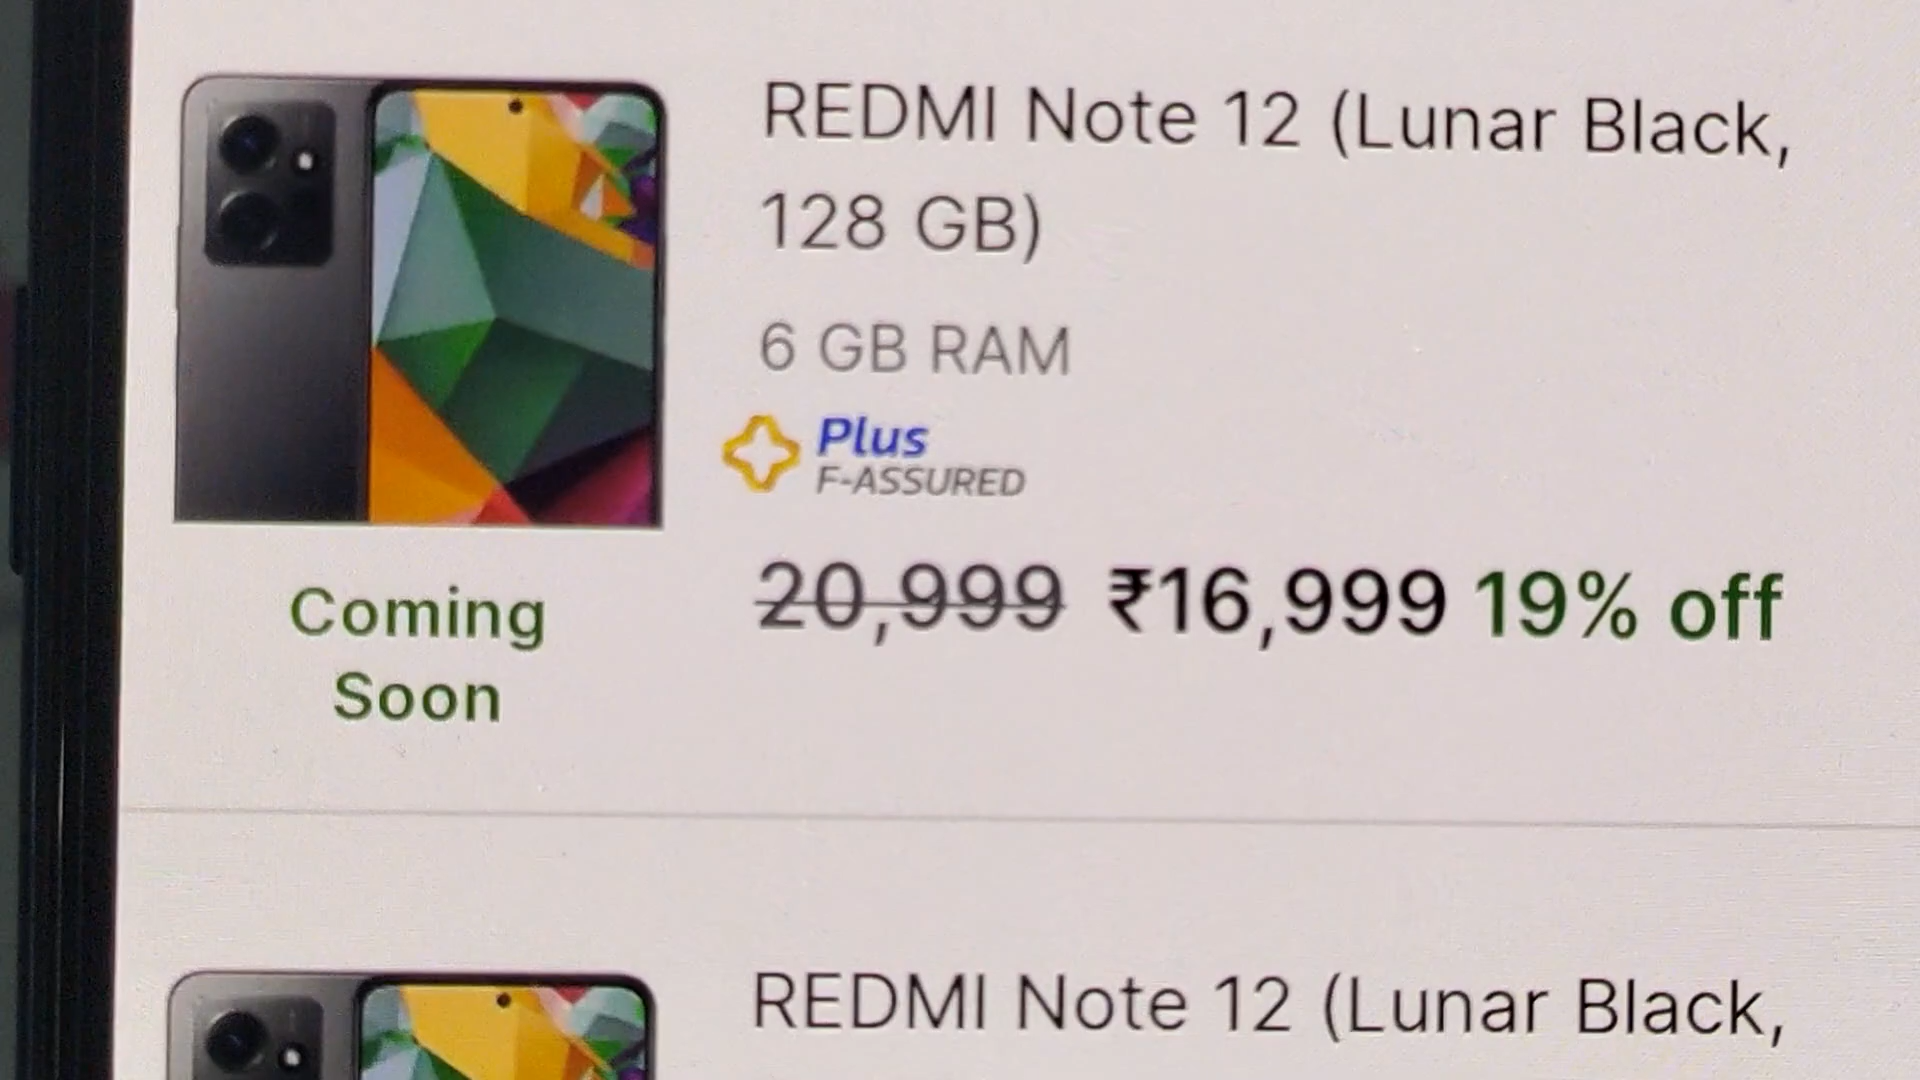 REDMI Note 12 (Lunar Black,
128 GB)
6 GB RAM
Plus
F-ASSURED
20,999 ₹16,999 19% off
Coming
Soon
REDMI Note 12 (Lunar Black,